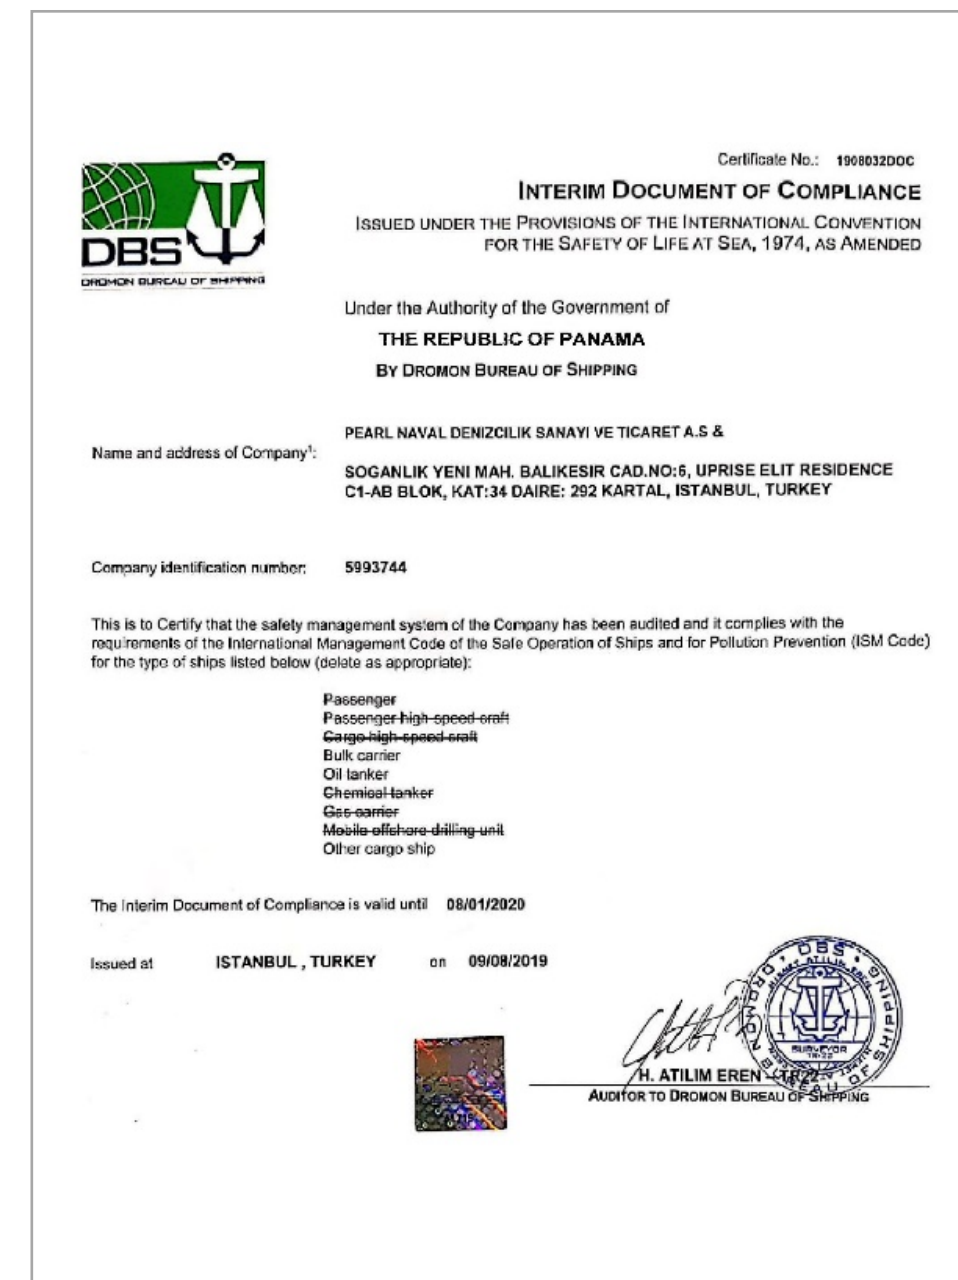 DBS
DROMON BUREAU OF SHIPPING
Certificate No.: 1908032DOC
INTERIM DOCUMENT OF COMPLIANCE
ISSUED UNDER THE PROVISIONS OF THE INTERNATIONAL CONVENTION
FOR THE SAFETY OF LIFE AT SEA, 1974, AS AMENDED
Under the Authority of the Government of
THE REPUBLIC OF PANAMA
BY DROMON BUREAU OF SHIPPING
Name and address of Company¹:
PEARL NAVAL DENIZCILIK SANAYI VE TICARET A.S &
SOGANLIK YENI MAH. BALIKESIR CAD.NO:6, UPRISE ELIT RESIDENCE
C1-AB BLOK, KAT:34 DAIRE: 292 KARTAL, ISTANBUL, TURKEY
Company identification number: 5993744
This is to Certify that the safety management system of the Company has been audited and it complies with the
requirements of the International Management Code of the Safe Operation of Ships and for Pollution Prevention (ISM Code)
for the type of ships listed below (delete as appropriate):
Passenger
Passenger high-speed craft
Cargo high-speed craft
Bulk carrier
Oil tanker
Chemical tanker
Gas carrier
Mobile offshore drilling unit
Other cargo ship
The Interim Document of Compliance is valid until 08/01/2020
Issued at ISTANBUL , TURKEY on 09/08/2019
DROMON BUREAU OF SHIPPING
DBS
SURVEYOR
TR-22
H. ATILIM EREN – TR22
AUDITOR TO DROMON BUREAU OF SHIPPING